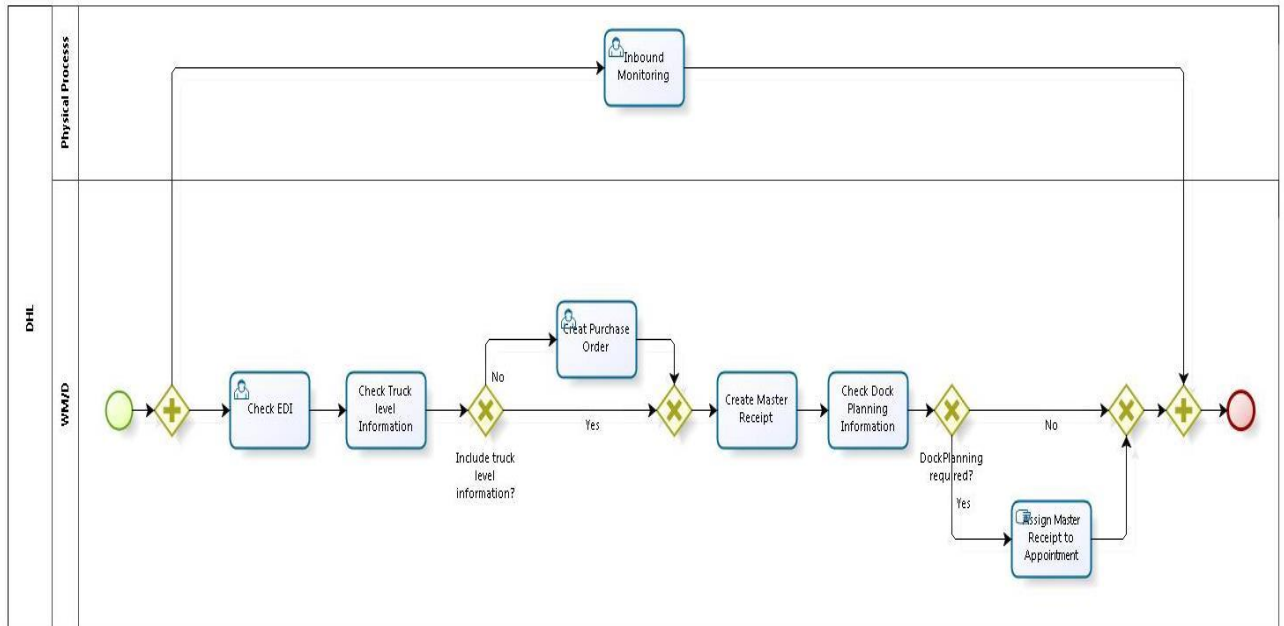 DHL
Physical Processs
Inbound
Monitoring
WM/D
Creat Purchase
Order
No
Check EDI
Check Truck
level
Information
Yes
Include truck
level
information?
Create Master
Receipt
Check Dock
Planning
Information
No
DockPlanning
required?
Yes
Assign Master
Receipt to
Appointment